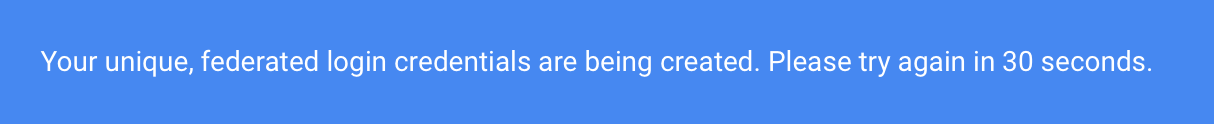 Your unique, federated login credentials are being created. Please try again in 30 seconds.